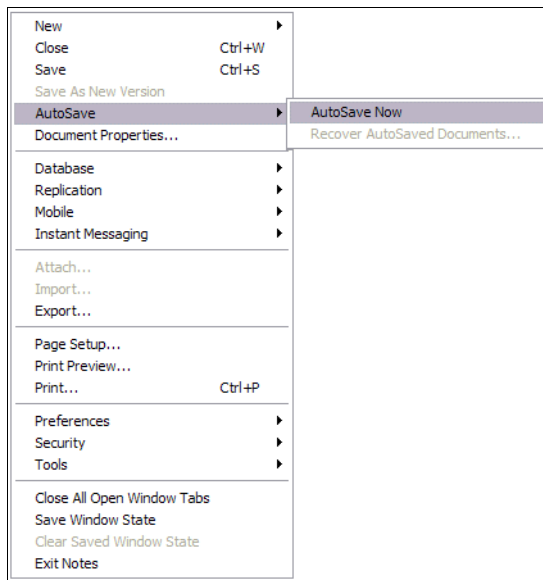 New
Close Ctrl+W
Save Ctrl+S
Save As New Version
AutoSave
AutoSave Now
Document Properties...
Recover AutoSaved Documents...
Database
Replication
Mobile
Instant Messaging
Attach...
Import...
Export...
Page Setup...
Print Preview...
Print... Ctrl+P
Preferences
Security
Tools
Close All Open Window Tabs
Save Window State
Clear Saved Window State
Exit Notes